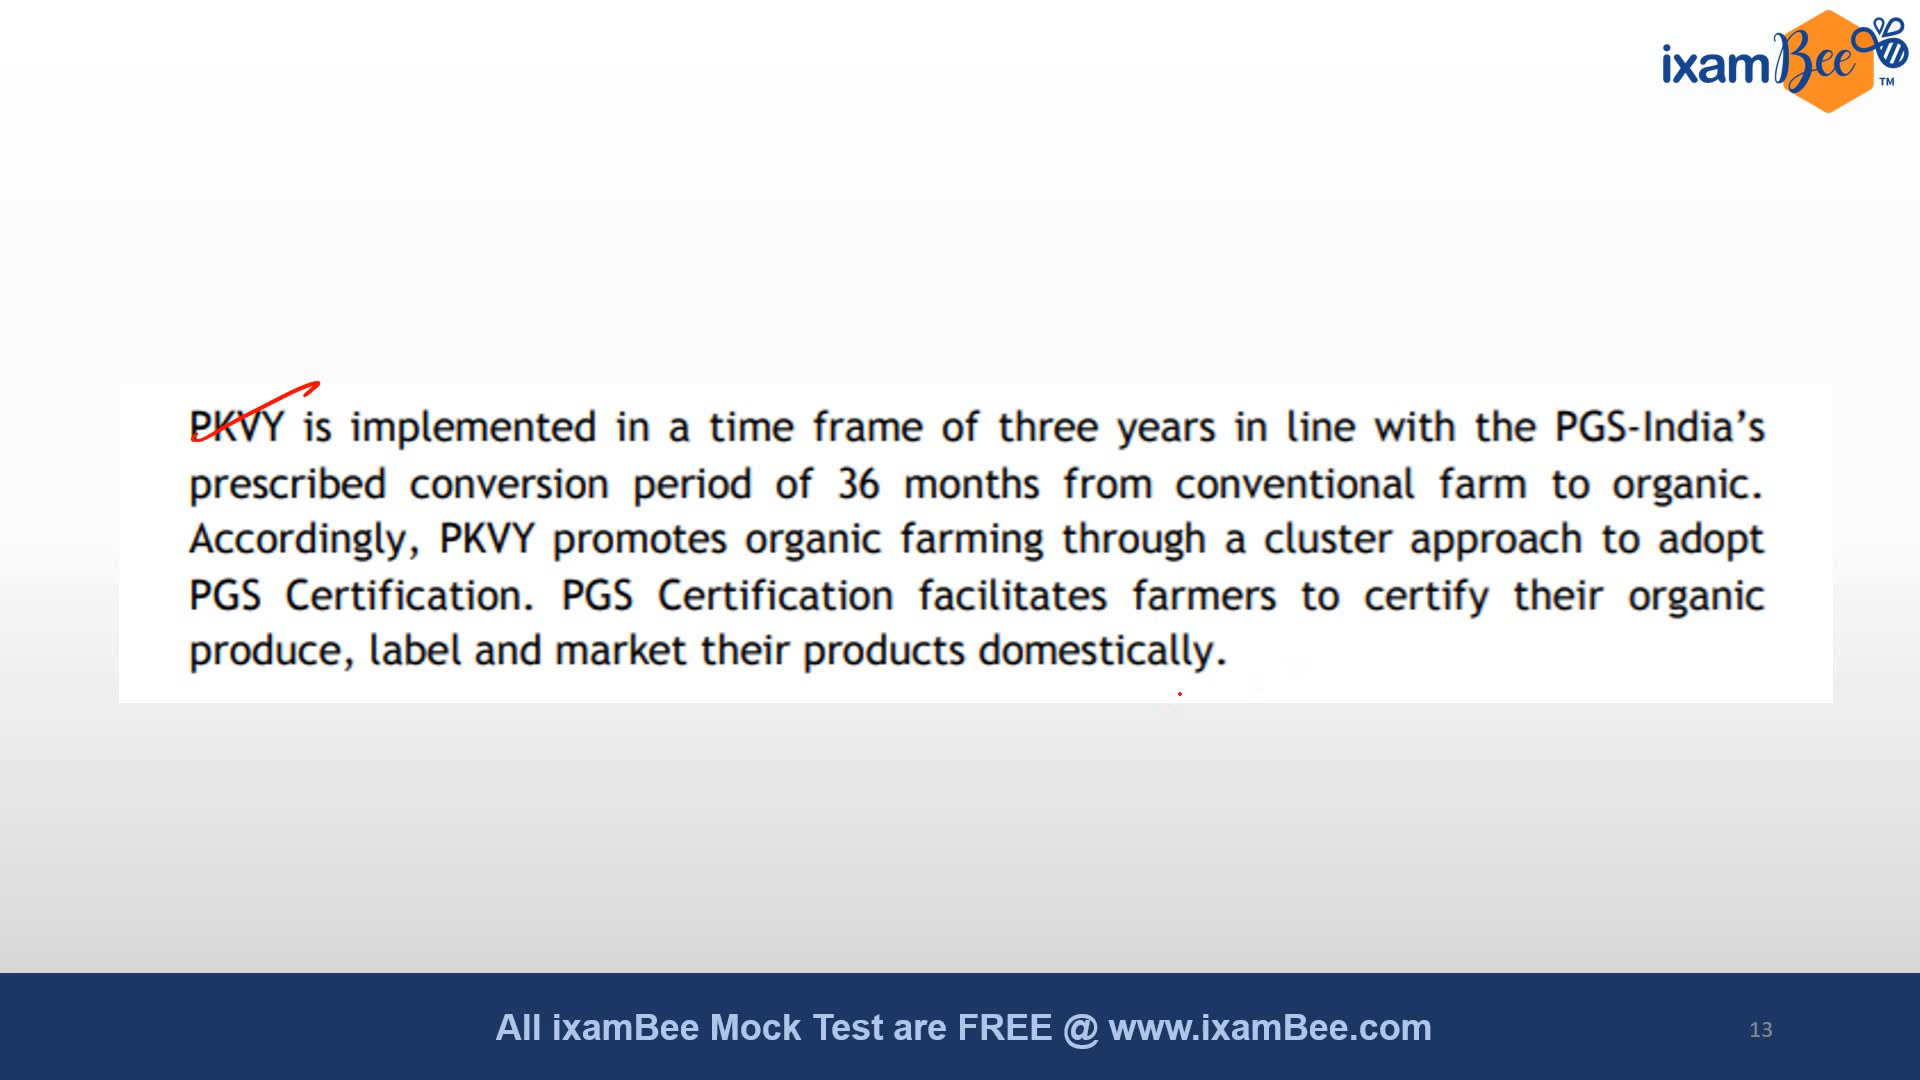 ixamBee TM
PKVY is implemented in a time frame of three years in line with the PGS-India’s
prescribed conversion period of 36 months from conventional farm to organic.
Accordingly, PKVY promotes organic farming through a cluster approach to adopt
PGS Certification. PGS Certification facilitates farmers to certify their organic
produce, label and market their products domestically.
All ixamBee Mock Test are FREE @ www.ixamBee.com
13